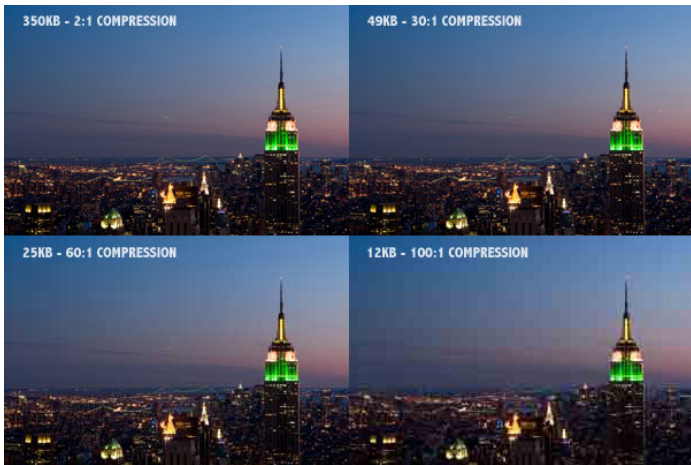 350KB - 2:1 COMPRESSION
49KB - 30:1 COMPRESSION
25KB - 60:1 COMPRESSION
12KB - 100:1 COMPRESSION